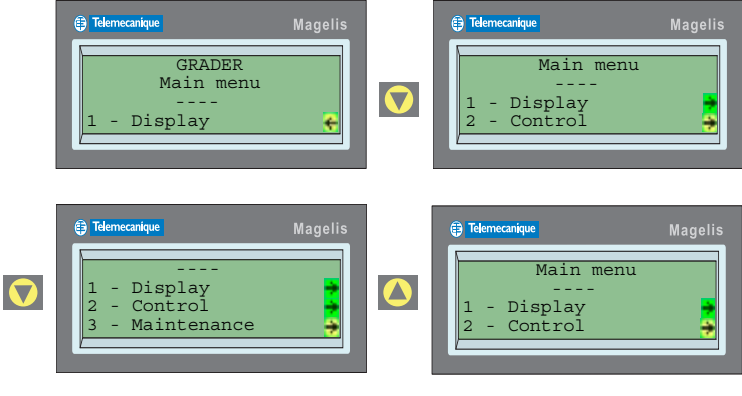 Telemecanique Magelis
GRADER
Main menu
----
1 - Display
Telemecanique Magelis
Main menu
----
1 - Display
2 - Control
Telemecanique Magelis
----
1 - Display
2 - Control
3 - Maintenance
Telemecanique Magelis
Main menu
----
1 - Display
2 - Control